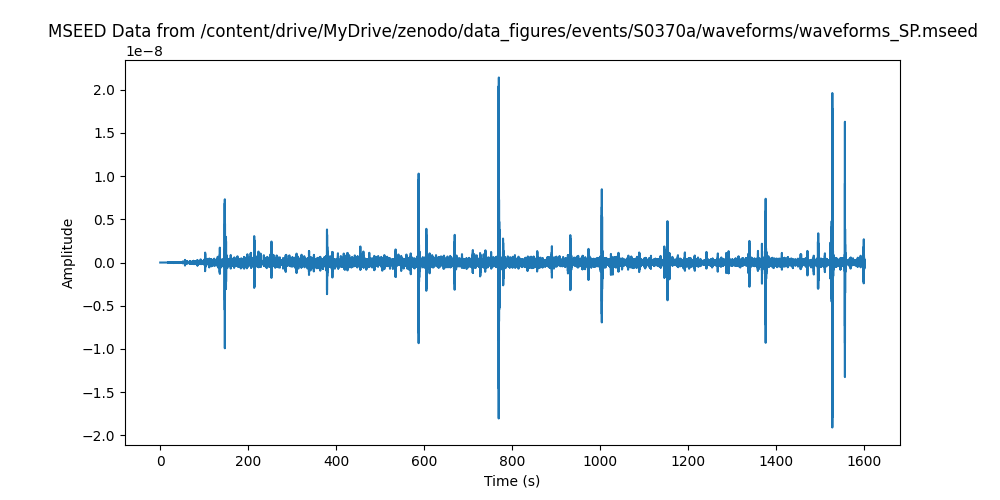 MSEED Data from /content/drive/MyDrive/zenodo/data_figures/events/S0370a/waveforms/waveforms_SP.mseed
1e−8
2.0
1.5
1.0
0.5
0.0
−0.5
−1.0
−1.5
−2.0
Amplitude
0 200 400 600 800 1000 1200 1400 1600
Time (s)